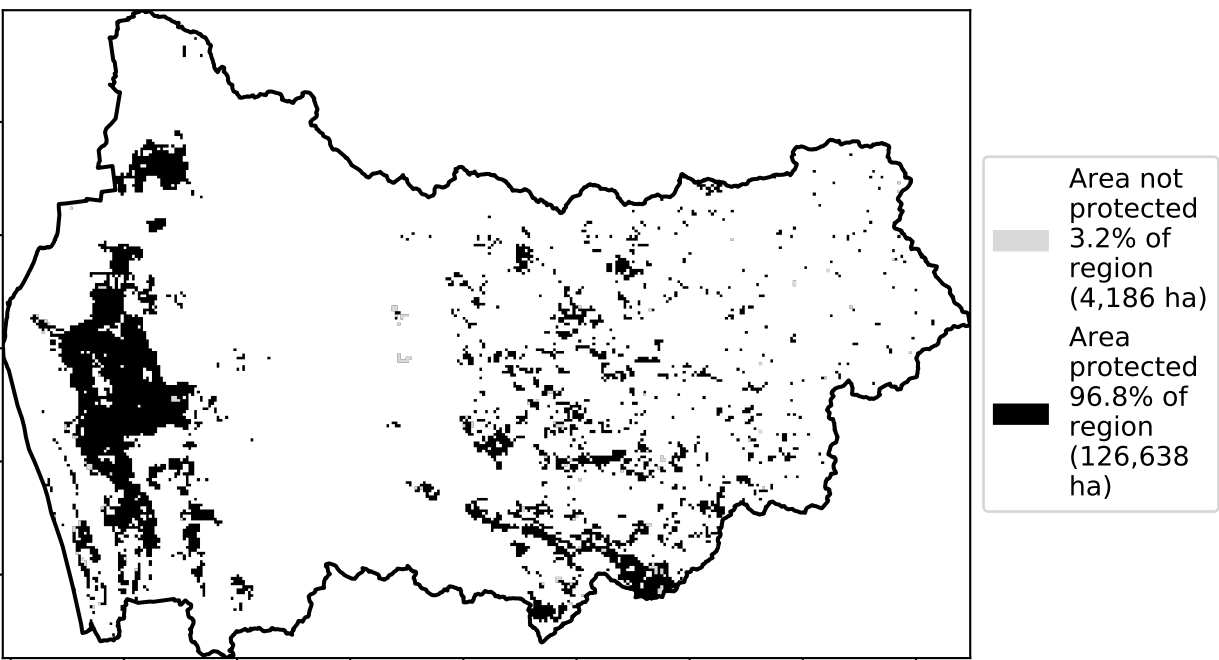 Area not
protected
3.2% of
region
(4,186 ha)
Area
protected
96.8% of
region
(126,638
ha)